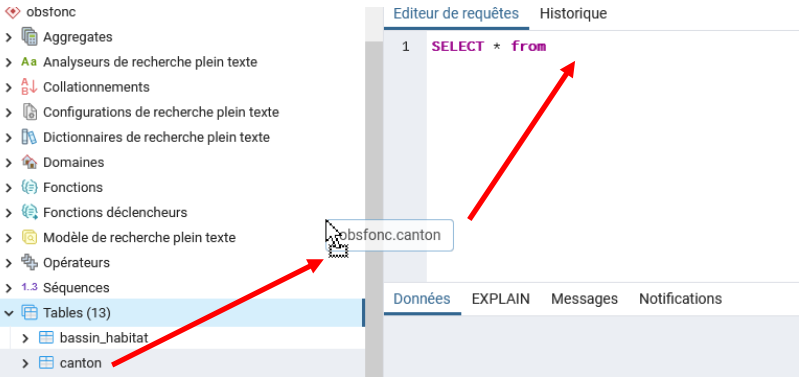 obsfonc
Aggregates
Analyseurs de recherche plein texte
Collationnements
Configurations de recherche plein texte
Dictionnaires de recherche plein texte
Domaines
Fonctions
Fonctions déclencheurs
Modèle de recherche plein texte
Opérateurs
1..3 Séquences
Tables (13)
bassin_habitat
canton
obsfonc.canton
Editeur de requêtes Historique
1 SELECT * from
Données EXPLAIN Messages Notifications